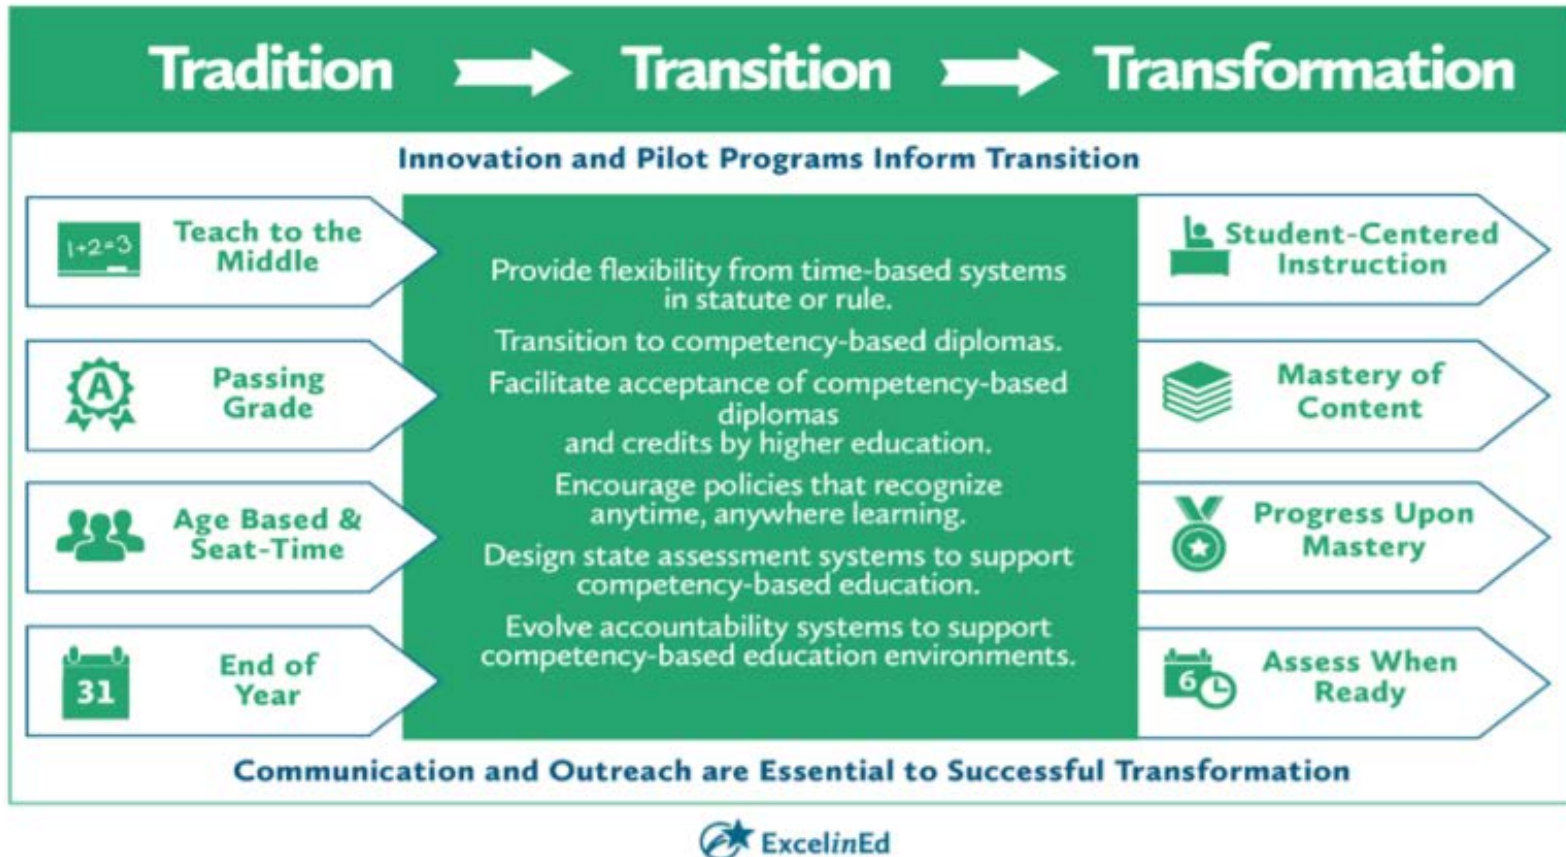 Tradition Transition Transformation
Innovation and Pilot Programs Inform Transition
1+2=3
Teach to the
Middle
A
Passing
Grade
Age Based &
Seat-Time
31
End of
Year
Provide flexibility from time-based systems
in statute or rule.
Transition to competency-based diplomas.
Facilitate acceptance of competency-based
diplomas
and credits by higher education.
Encourage policies that recognize
anytime, anywhere learning.
Design state assessment systems to support
competency-based education.
Evolve accountability systems to support
competency-based education environments.
Student-Centered
Instruction
Mastery of
Content
Progress Upon
Mastery
6
Assess When
Ready
Communication and Outreach are Essential to Successful Transformation
ExcelinEd